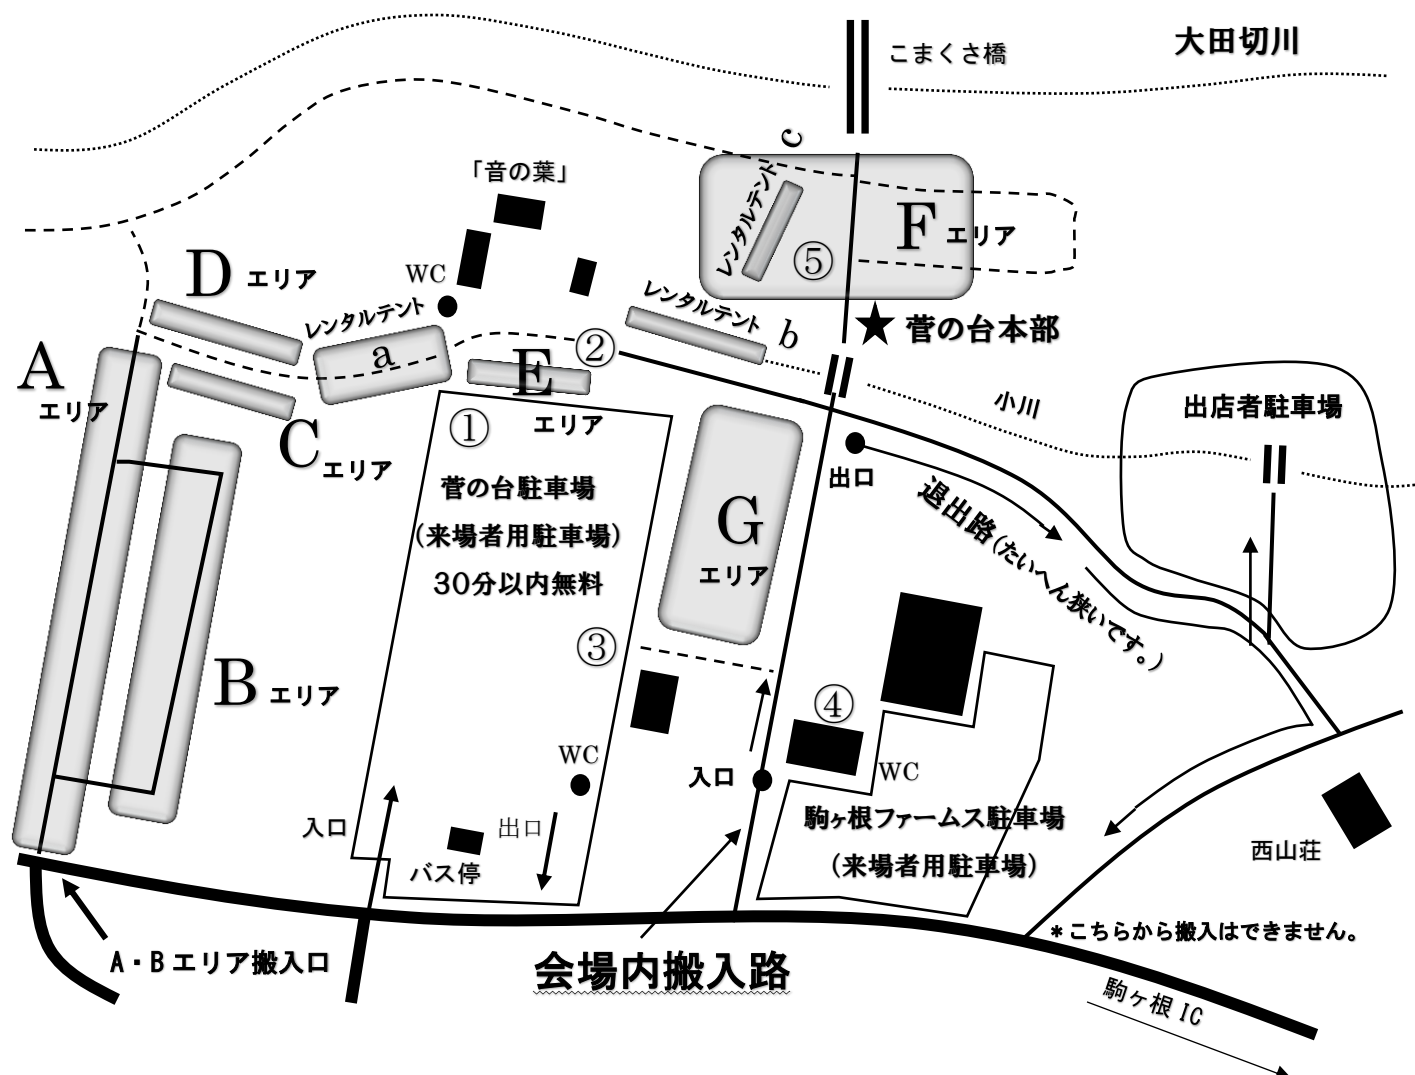 大田切川
こまくさ橋
「音の葉」
c
レンタルテント
F エリア
⑤
D エリア
WC
レンタルテント
a
レンタルテント
b
★ 菅の台本部
A
エリア
②
E
エリア
C エリア
①
小川
出店者駐車場
菅の台駐車場
(来場者用駐車場)
30分以内無料
G
エリア
出口
退出路(たいへん狭いです。)
B エリア
③
④
WC
入口
WC
入口
出口
バス停
駒ヶ根ファームス駐車場
(来場者用駐車場)
西山荘
A・Bエリア搬入口
会場内搬入路
*こちらから搬入はできません。
駒ヶ根 IC